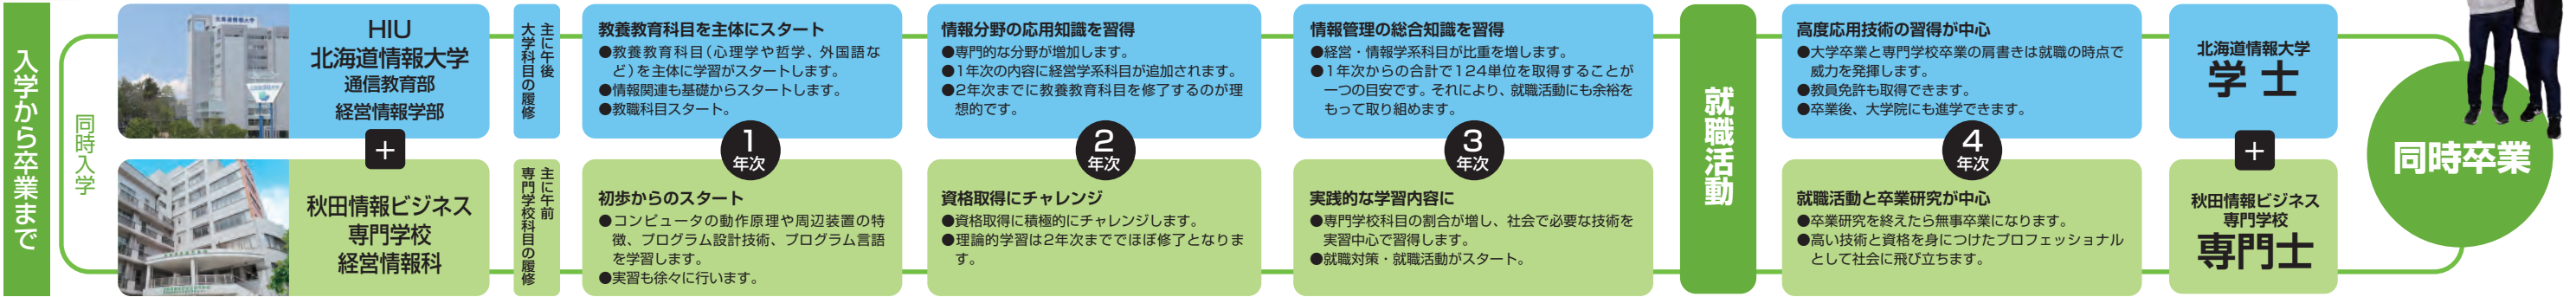 入学から卒業まで
同時入学
HIU
北海道情報大学
通信教育部
経営情報学部
+
秋田情報ビジネス
専門学校
経営情報科
主に午後
大学科目の履修
主に午前
専門学校科目の履修
教養教育科目を主体にスタート
●教養教育科目(心理学や哲学、外国語な
ど)を主体に学習がスタートします。
●情報関連も基礎からスタートします。
●教職科目スタート。
1
年次
初歩からのスタート
●コンピュータの動作原理や周辺装置の特
徴、プログラム設計技術、プログラム言語
を学習します。
●実習も徐々に行います。
情報分野の応用知識を習得
●専門的な分野が増加します。
●1年次の内容に経営学系科目が追加されます。
●2年次までに教養教育科目を修了するのが理
想的です。
2
年次
資格取得にチャレンジ
●資格取得に積極的にチャレンジします。
●理論的学習は2年次まででほぼ修了となりま
す。
情報管理の総合知識を習得
●経営・情報学系科目が比重を増します。
●1年次からの合計で124単位を取得することが
一つの目安です。それにより、就職活動にも余裕を
もって取り組めます。
3
年次
実践的な学習内容に
●専門学校科目の割合が増し、社会で必要な技術を
実習中心で習得します。
●就職対策・就職活動がスタート。
就職活動
高度応用技術の習得が中心
●大学卒業と専門学校卒業の肩書きは就職の時点で
威力を発揮します。
●教員免許も取得できます。
●卒業後、大学院にも進学できます。
4
年次
就職活動と卒業研究が中心
●卒業研究を終えたら無事卒業になります。
●高い技術と資格を身につけたプロフェッショナル
として社会に飛び立ちます。
北海道情報大学
学士
+
秋田情報ビジネス
専門学校
専門士
同時卒業